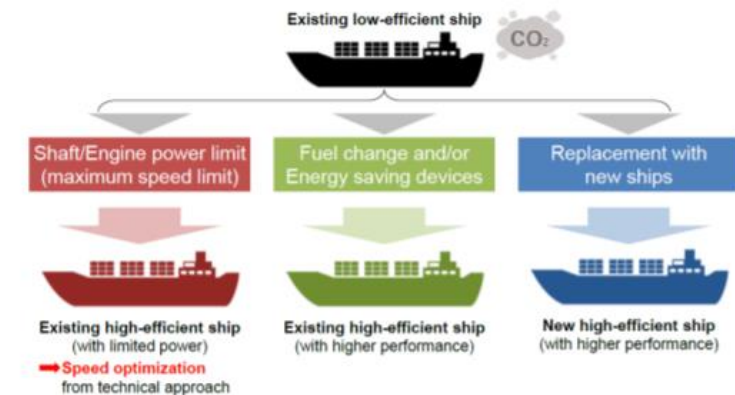 Existing low-efficient ship
CO₂
Shaft/Engine power limit
(maximum speed limit)
Fuel change and/or
Energy saving devices
Replacement with
new ships
Existing high-efficient ship
(with limited power)
➡Speed optimization
from technical approach
Existing high-efficient ship
(with higher performance)
New high-efficient ship
(with higher performance)